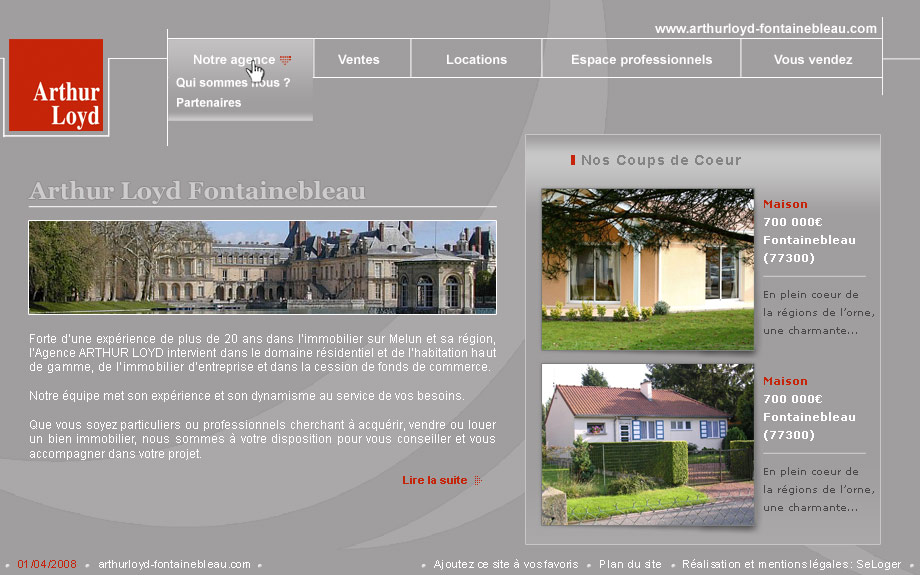 www.arthurloyd-fontainebleau.com
Arthur
Loyd
Notre agence
Ventes
Locations
Espace professionnels
Vous vendez
Qui sommes nous ?
Partenaires
Arthur Loyd Fontainebleau
Forte d'une expérience de plus de 20 ans dans l'immobilier sur Melun et sa région,
l'Agence ARTHUR LOYD intervient dans le domaine résidentiel et de l'habitation haut
de gamme, de l'immobilier d'entreprise et dans la cession de fonds de commerce.
Notre équipe met son expérience et son dynamisme au service de vos besoins.
Que vous soyez particuliers ou professionnels cherchant à acquérir, vendre ou louer
un bien immobilier, nous sommes à votre disposition pour vous conseiller et vous
accompagner dans votre projet.
Lire la suite
Nos Coups de Coeur
Maison
700 000€
Fontainebleau
(77300)
En plein coeur de
la régions de l'orne,
une charmante...
Maison
700 000€
Fontainebleau
(77300)
En plein coeur de
la régions de l'orne,
une charmante...
01/04/2008
arthurloyd-fontainebleau.com
Ajoutez ce site à vos favoris
Plan du site
Réalisation et mentions légales : SeLoger